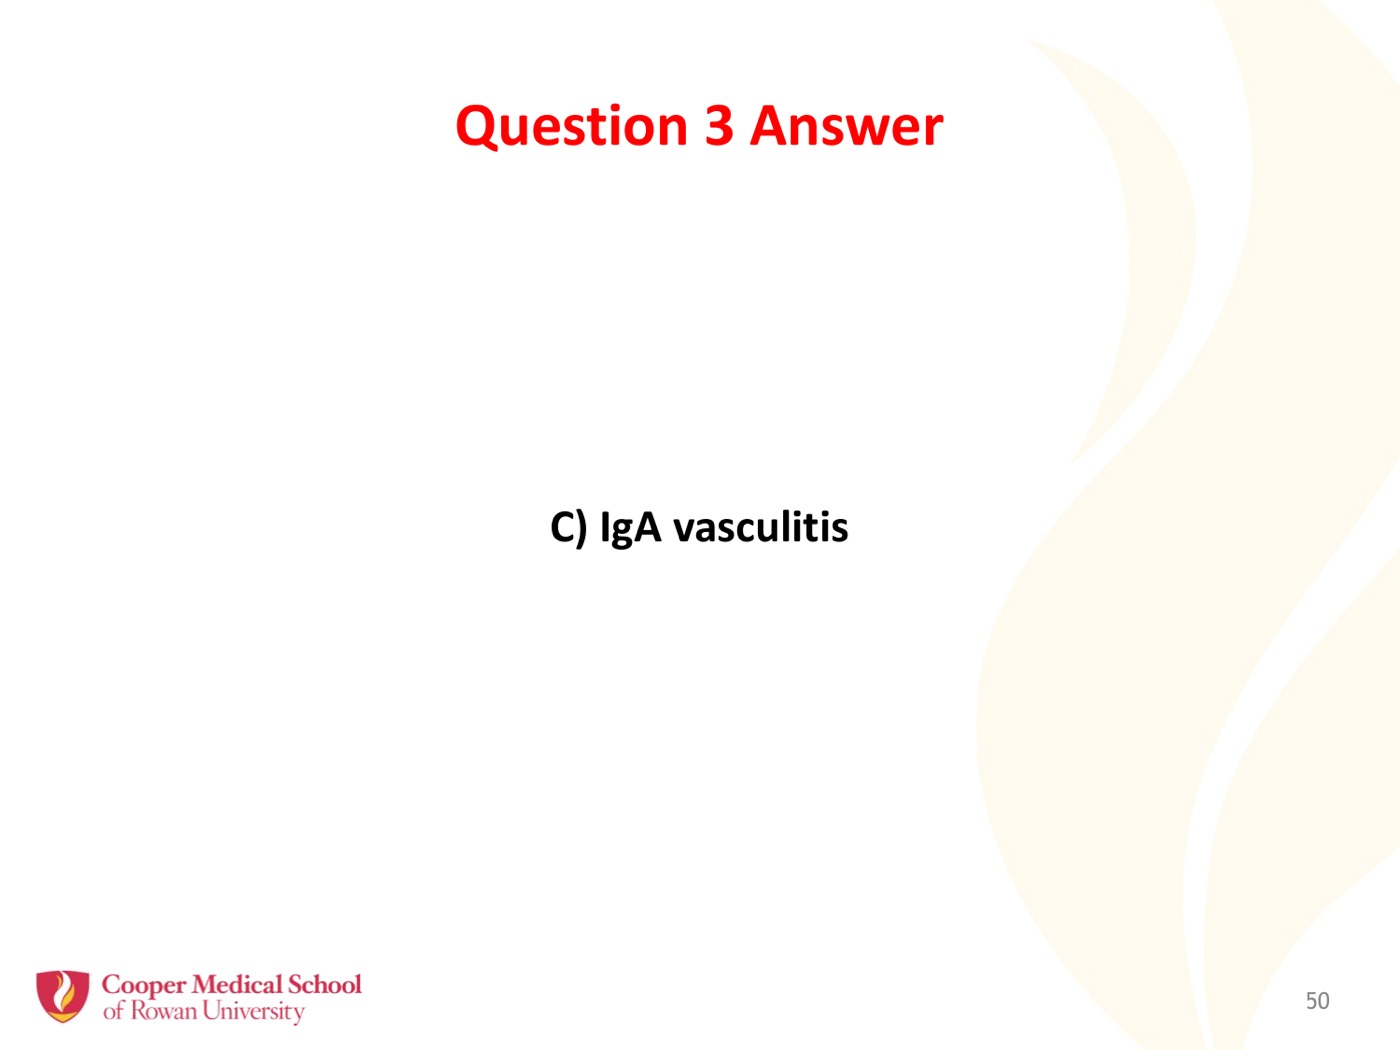 Question 3 Answer
C) IgA vasculitis
Cooper Medical School
of Rowan University
50